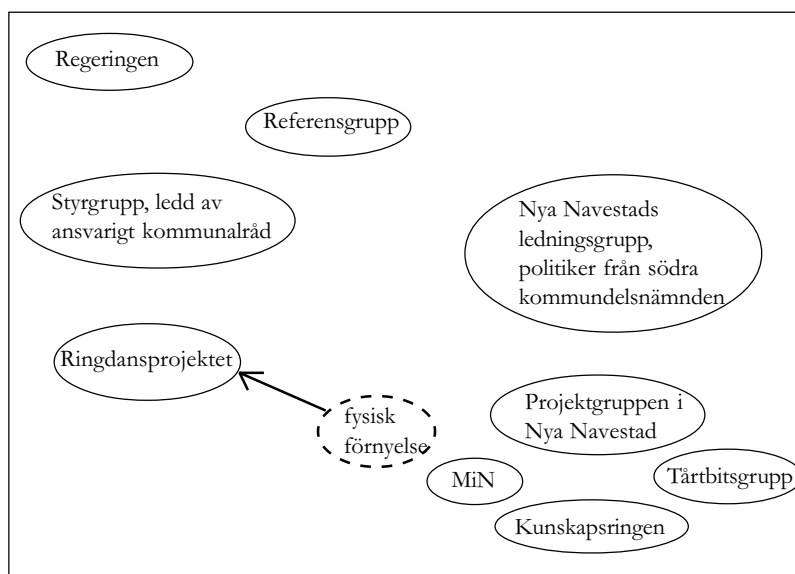 Regeringen
Referensgrupp
Styrgrupp, ledd av
ansvarigt kommunalråd
Nya Navestads
ledningsgrupp,
politiker från södra
kommundelsnämnden
Ringdansprojektet
fysisk
förnyelse
Projektgruppen i
Nya Navestad
MiN
Tårtbitsgrupp
Kunskapsringen